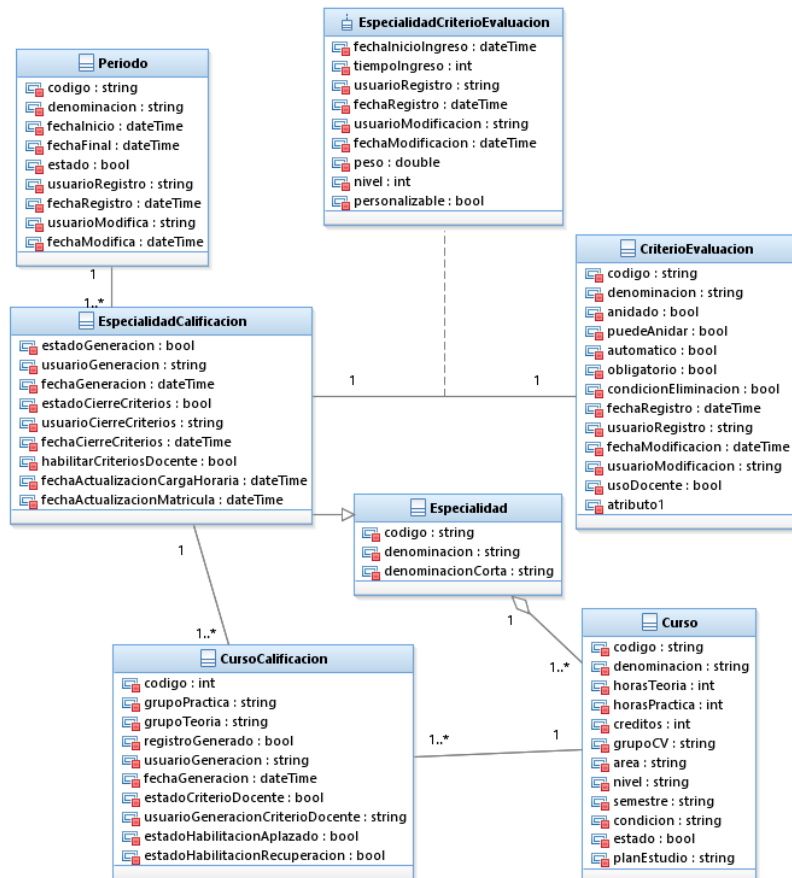 EspecialidadCriterioEvaluacion
fechaInicioIngreso : dateTime
tiempoIngreso : int
usuarioRegistro : string
fechaRegistro : dateTime
usuarioModificacion : string
fechaModificacion : dateTime
peso : double
nivel : int
personalizable : bool
Periodo
codigo : string
denominacion : string
fechaInicio : dateTime
fechaFinal : dateTime
estado : bool
usuarioRegistro : string
fechaRegistro : dateTime
usuarioModifica : string
fechaModifica : dateTime
1
1..*
CriterioEvaluacion
codigo : string
denominacion : string
anidado : bool
puedeAnidar : bool
automatico : bool
obligatorio : bool
condicionEliminacion : bool
fechaRegistro : dateTime
usuarioRegistro : string
fechaModificacion : dateTime
usuarioModificacion : string
usoDocente : bool
atributo1
EspecialidadCalificacion
estadoGeneracion : bool
usuarioGeneracion : string
fechaGeneracion : dateTime
estadoCierreCriterios : bool
usuarioCierreCriterios : string
fechaCierreCriterios : dateTime
habilitarCriteriosDocente : bool
fechaActualizacionCargaHoraria : dateTime
fechaActualizacionMatricula : dateTime
1
1
Especialidad
codigo : string
denominacion : string
denominacionCorta : string
1
1..*
1
1..*
CursoCalificacion
codigo : int
grupoPractica : string
grupoTeoria : string
registroGenerado : bool
usuarioGeneracion : string
fechaGeneracion : dateTime
estadoCriterioDocente : bool
usuarioGeneracionCriterioDocente : string
estadoHabilitacionAplazado : bool
estadoHabilitacionRecuperacion : bool
1..*
1
Curso
codigo : string
denominacion : string
horasTeoria : int
horasPractica : int
creditos : int
grupoCV : string
area : string
nivel : string
semestre : string
condicion : string
estado : bool
planEstudio : string